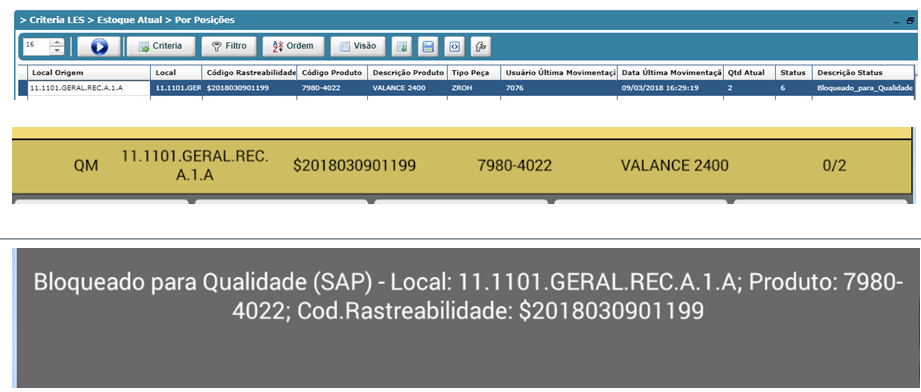 > Criteria LES > Estoque Atual > Por Posições
16 Criteria Filtro Ordem Visão
Local Origem Local Código Rastreabilidade Código Produto Descrição Produto Tipo Peça Usuário Última Movimentaçã Data Última Movimentaçã Qtd Atual Status Descrição Status
11.1101.GERAL.REC.A.1.A 11.1101.GER $2018030901199 7980-4022 VALANCE 2400 ZROH 7076 09/03/2018 16:29:19 2 6 Bloqueado_para_Qualidade
QM 11.1101.GERAL.REC. $2018030901199 7980-4022 VALANCE 2400 0/2
A.1.A
Bloqueado para Qualidade (SAP) - Local: 11.1101.GERAL.REC.A.1.A; Produto: 7980-
4022; Cod.Rastreabilidade: $2018030901199